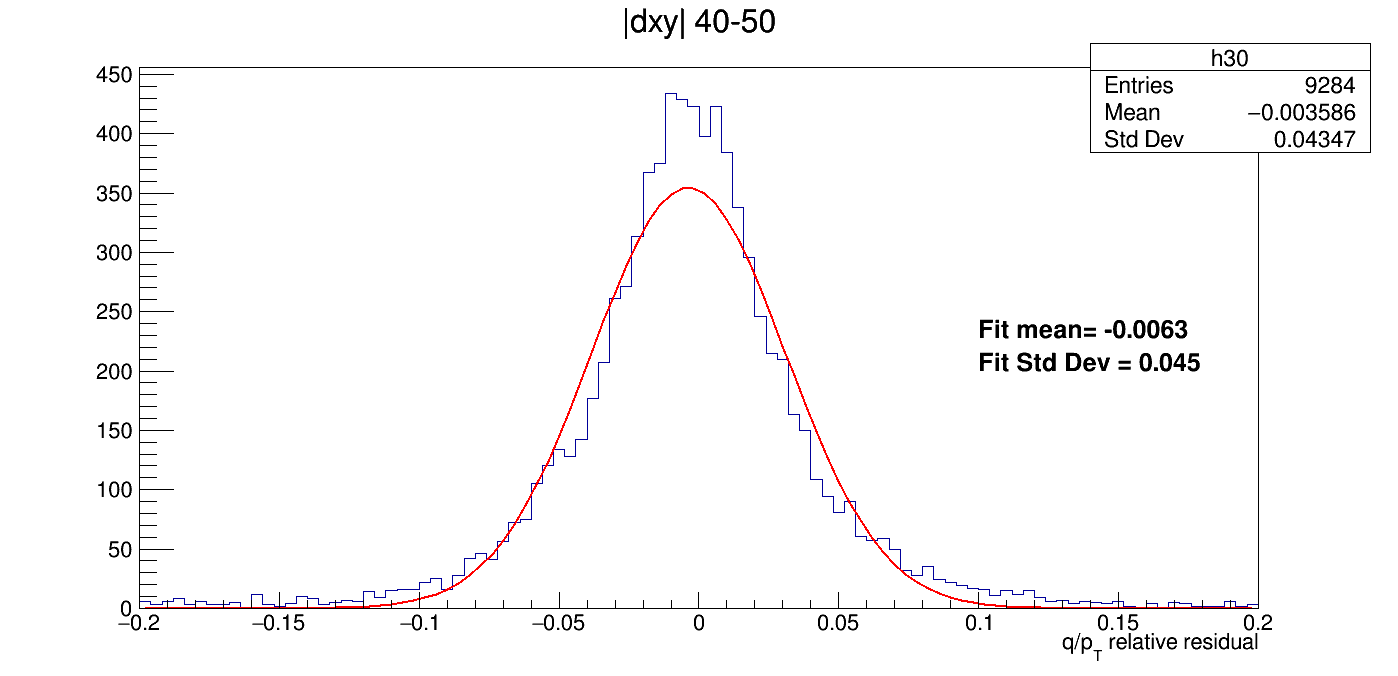 |dxy| 40-50
h30
Entries 9284
Mean −0.003586
Std Dev 0.04347
450
400
350
300
250
200
150
100
50
0
Fit mean= -0.0063
Fit Std Dev = 0.045
−0.2 −0.15 −0.1 −0.05 0 0.05 0.1 0.15 0.2
q/p_T relative residual